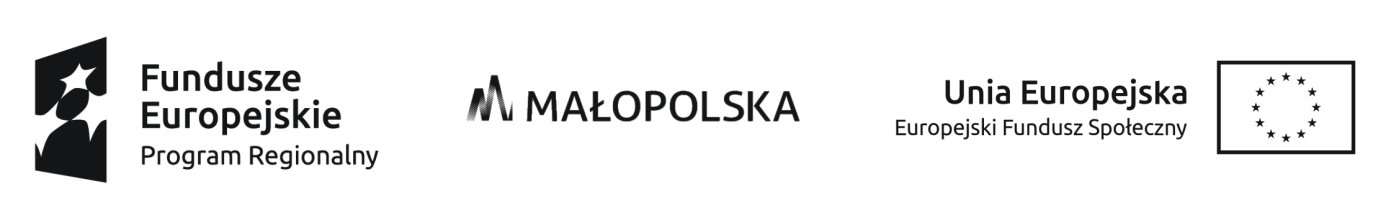 Fundusze
Europejskie
Program Regionalny
MAŁOPOLSKA
Unia Europejska
Europejski Fundusz Społeczny